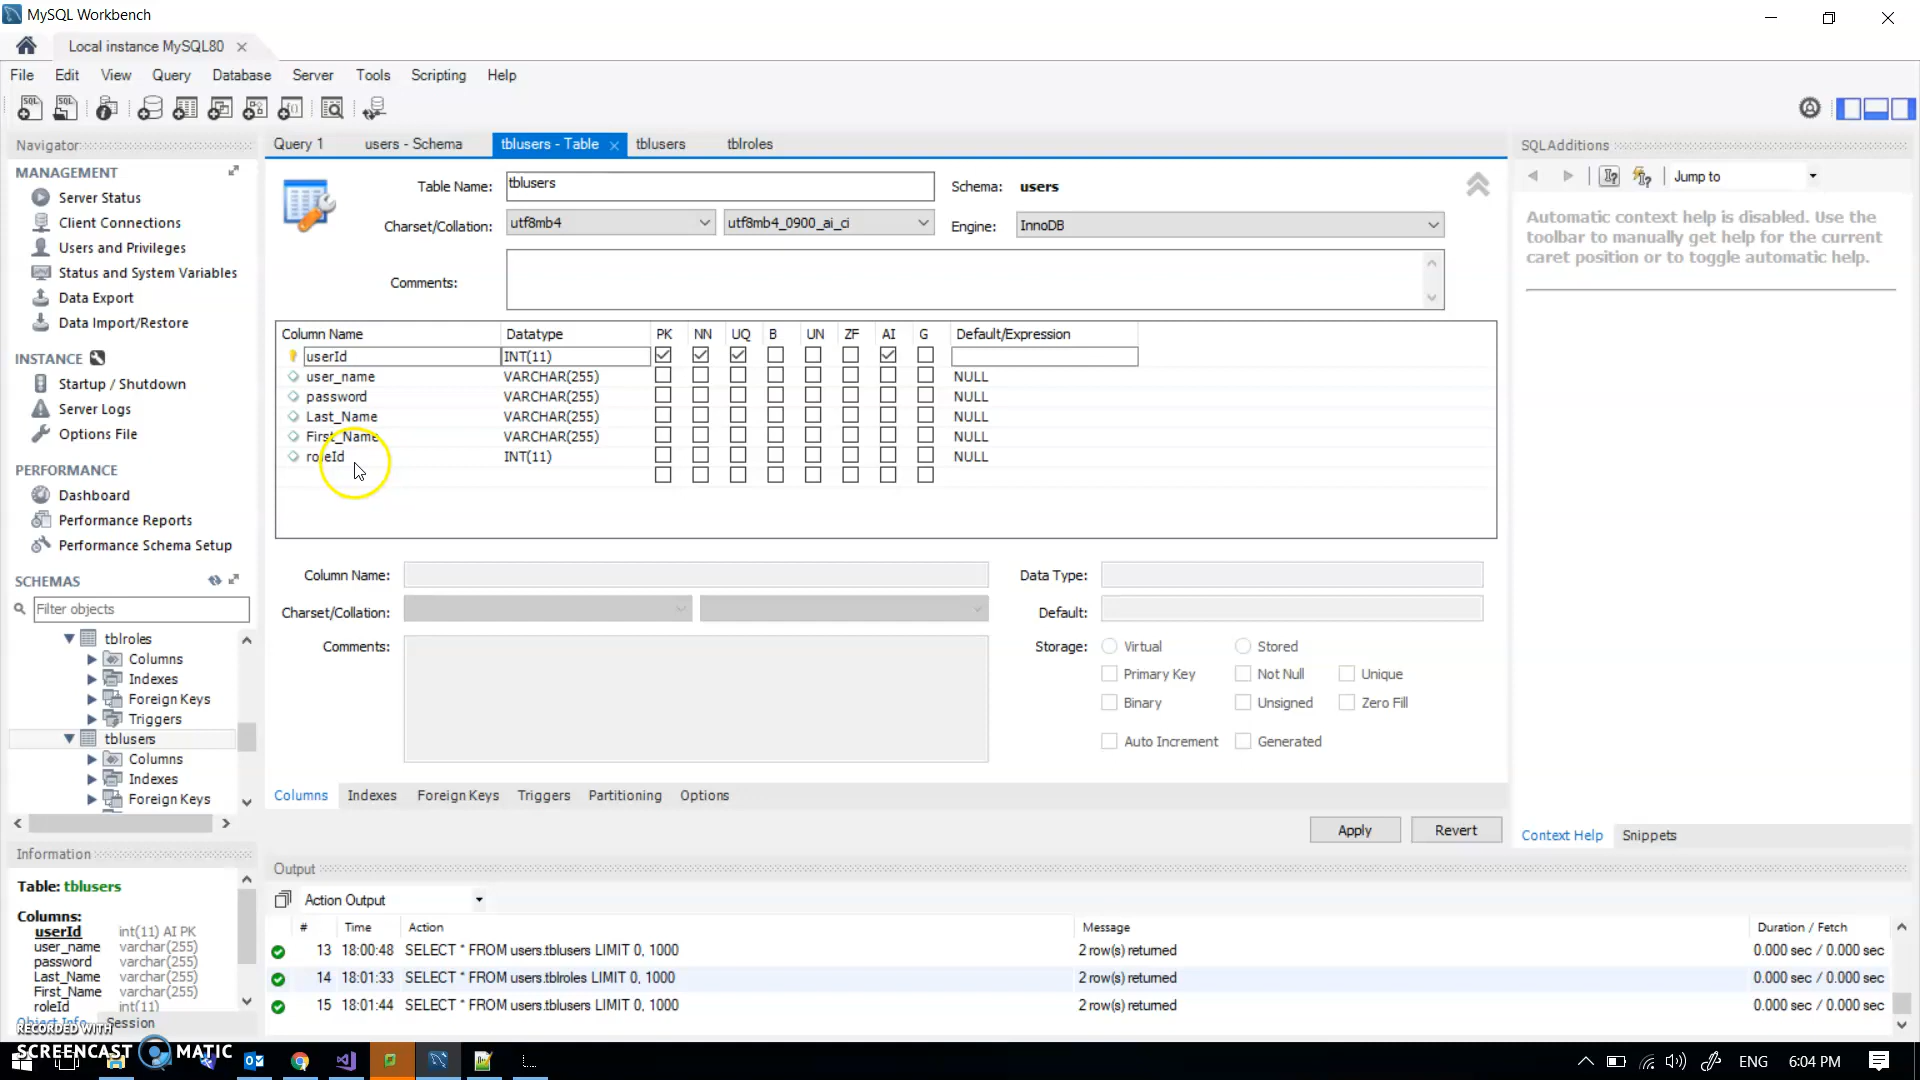 MySQL Workbench
Local instance MySQL80
File Edit View Query Database Server Tools Scripting Help
Navigator
MANAGEMENT
Server Status
Client Connections
Users and Privileges
Status and System Variables
Data Export
Data Import/Restore
INSTANCE
Startup / Shutdown
Server Logs
Options File
PERFORMANCE
Dashboard
Performance Reports
Performance Schema Setup
SCHEMAS
Filter objects
tblroles
Columns
Indexes
Foreign Keys
Triggers
tblusers
Columns
Indexes
Foreign Keys
Information
Table: tblusers
Columns:
userId int(11) AI PK
user_name varchar(255)
password varchar(255)
Last_Name varchar(255)
First_Name varchar(255)
roleId int(11)
Object Info Session
Query 1 users - Schema tblusers - Table tblusers tblroles
Table Name: tblusers Schema: users
Charset/Collation: utf8mb4 utf8mb4_0900_ai_ci Engine: InnoDB
Comments:
Column Name Datatype PK NN UQ B UN ZF AI G Default/Expression
userId INT(11)
user_name VARCHAR(255) NULL
password VARCHAR(255) NULL
Last_Name VARCHAR(255) NULL
First_Name VARCHAR(255) NULL
roleId INT(11) NULL
Column Name: Data Type:
Charset/Collation: Default:
Comments: Storage: Virtual Stored
Primary Key Not Null Unique
Binary Unsigned Zero Fill
Auto Increment Generated
Columns Indexes Foreign Keys Triggers Partitioning Options
Apply Revert
SQLAdditions
Jump to
Automatic context help is disabled. Use the
toolbar to manually get help for the current
caret position or to toggle automatic help.
Context Help Snippets
Output
Action Output
# Time Action Message Duration / Fetch
13 18:00:48 SELECT * FROM users.tblusers LIMIT 0, 1000 2 row(s) returned 0.000 sec / 0.000 sec
14 18:01:33 SELECT * FROM users.tblroles LIMIT 0, 1000 2 row(s) returned 0.000 sec / 0.000 sec
15 18:01:44 SELECT * FROM users.tblusers LIMIT 0, 1000 2 row(s) returned 0.000 sec / 0.000 sec
RECORDED WITH
SCREENCAST MATIC
ENG 6:04 PM